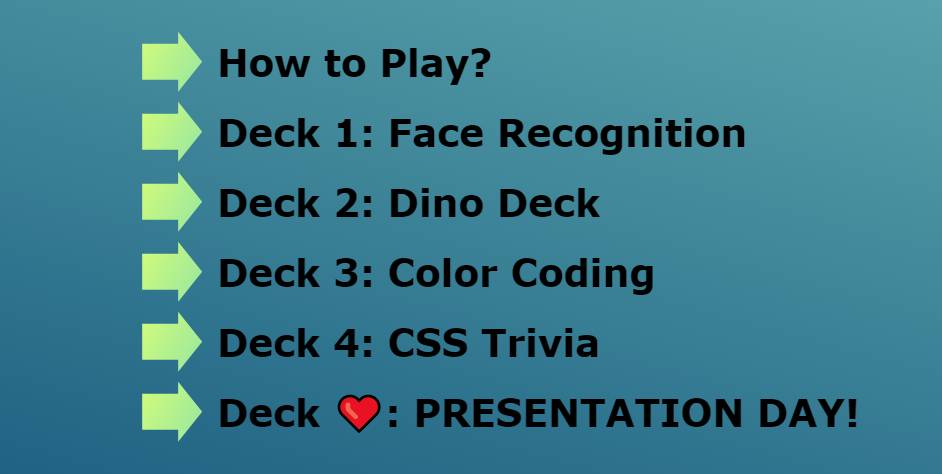 How to Play?
Deck 1: Face Recognition
Deck 2: Dino Deck
Deck 3: Color Coding
Deck 4: CSS Trivia
Deck ❤️: PRESENTATION DAY!